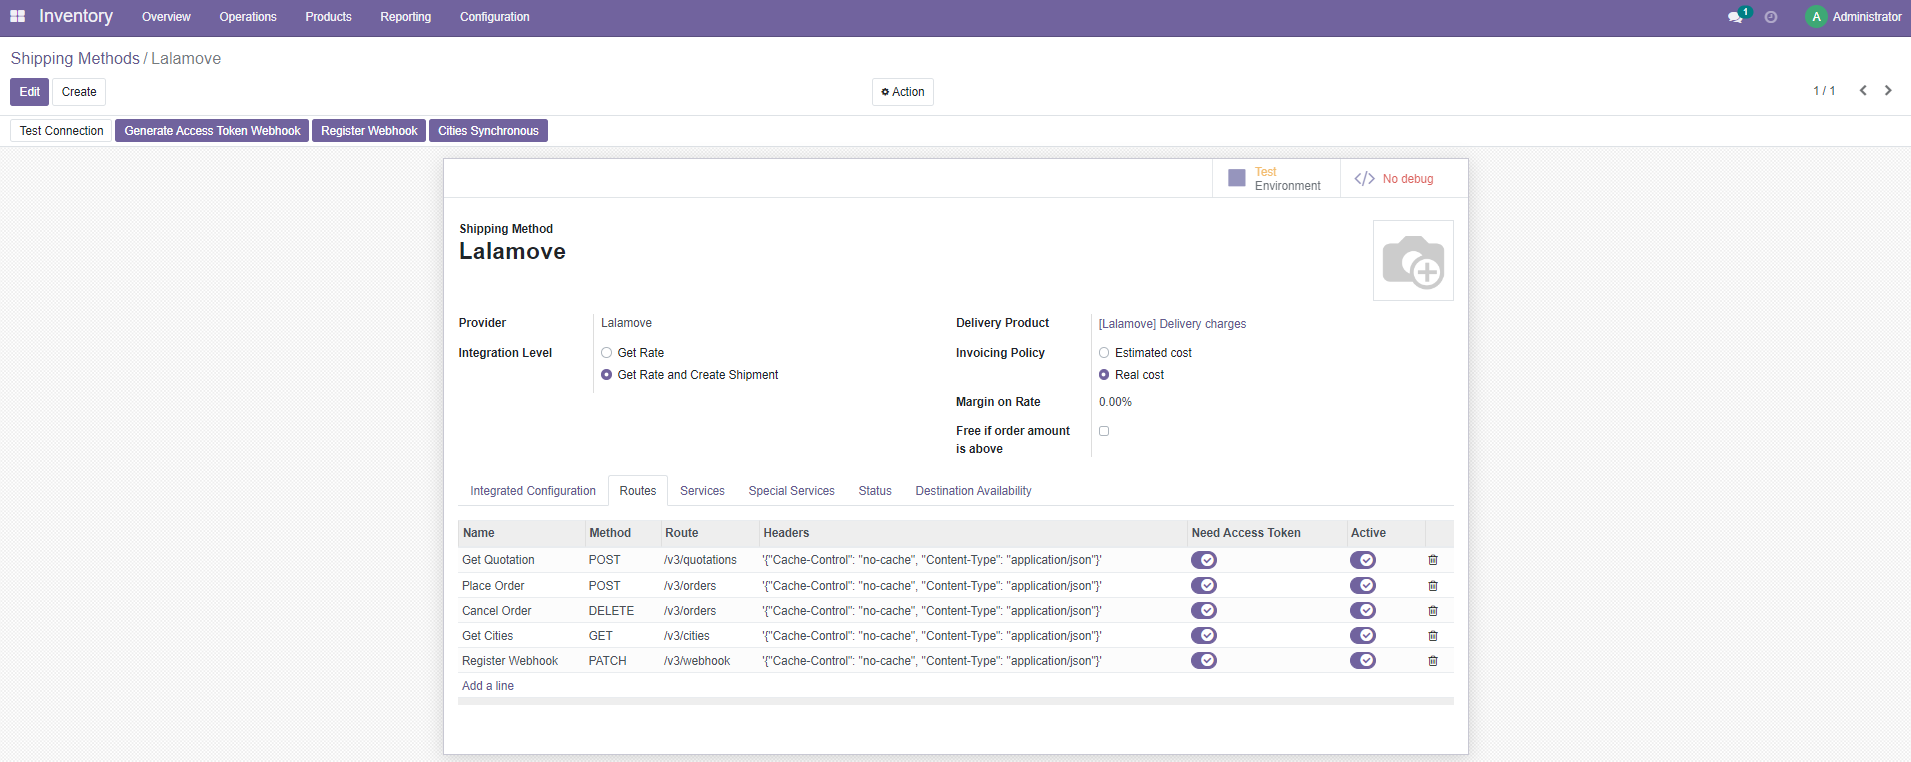 Inventory Overview Operations Products Reporting Configuration 1 A Administrator
Shipping Methods / Lalamove
Edit Create Action 1 / 1
Test Connection Generate Access Token Webhook Register Webhook Cities Synchronous
Test
Environment
No debug
Shipping Method
Lalamove
Provider Lalamove Delivery Product [Lalamove] Delivery charges
Integration Level Get Rate Invoicing Policy Estimated cost
Get Rate and Create Shipment Real cost
Margin on Rate 0.00%
Free if order amount
is above
Integrated Configuration Routes Services Special Services Status Destination Availability
Name Method Route Headers Need Access Token Active
Get Quotation POST /v3/quotations '{"Cache-Control": "no-cache", "Content-Type": "application/json"}'
Place Order POST /v3/orders '{"Cache-Control": "no-cache", "Content-Type": "application/json"}'
Cancel Order DELETE /v3/orders '{"Cache-Control": "no-cache", "Content-Type": "application/json"}'
Get Cities GET /v3/cities '{"Cache-Control": "no-cache", "Content-Type": "application/json"}'
Register Webhook PATCH /v3/webhook '{"Cache-Control": "no-cache", "Content-Type": "application/json"}'
Add a line